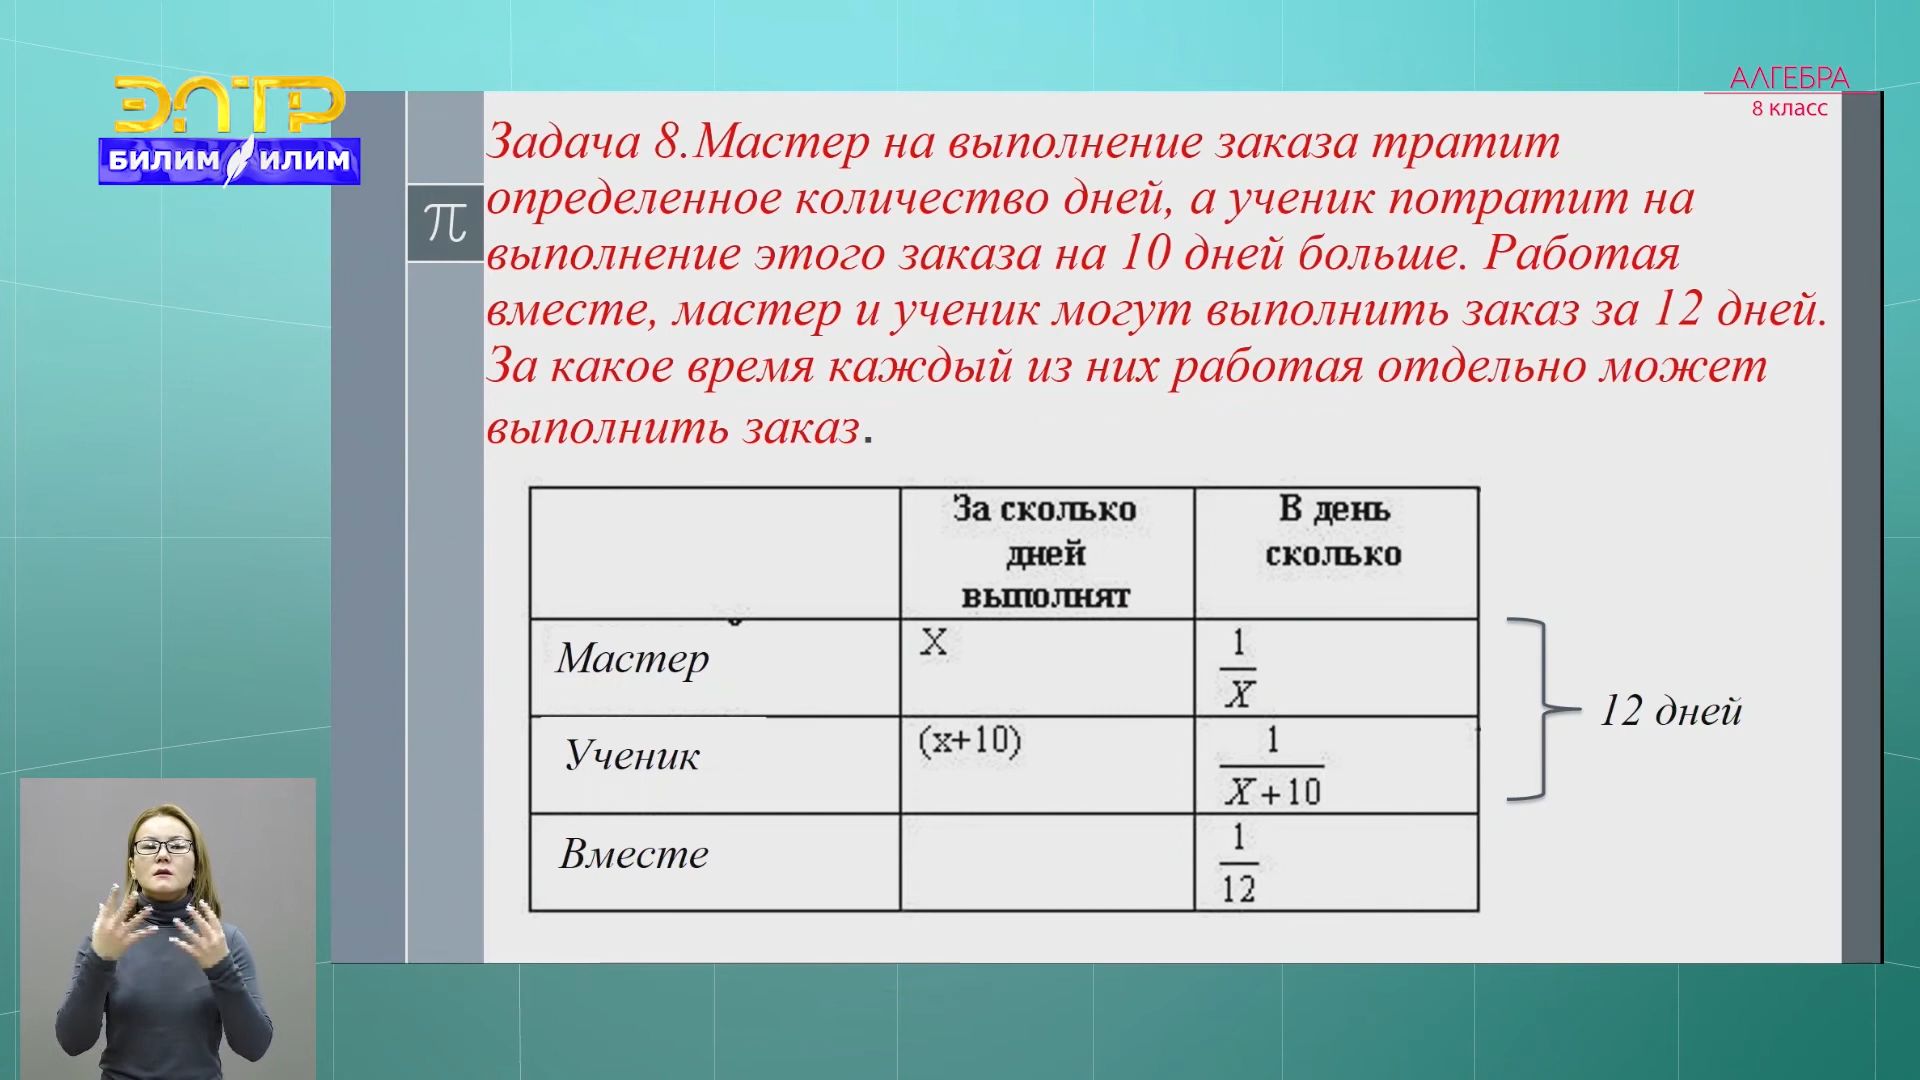 ЭЛТР
БИЛИМ ИЛИМ
АЛГЕБРА
8 класс
π
Задача 8.Мастер на выполнение заказа тратит
определенное количество дней, а ученик потратит на
выполнение этого заказа на 10 дней больше. Работая
вместе, мастер и ученик могут выполнить заказ за 12 дней.
За какое время каждый из них работая отдельно может
выполнить заказ.
За сколько дней выполнят
В день сколько
Мастер X 1/X
Ученик (x+10) 1/X+10
Вместе 1/12
12 дней